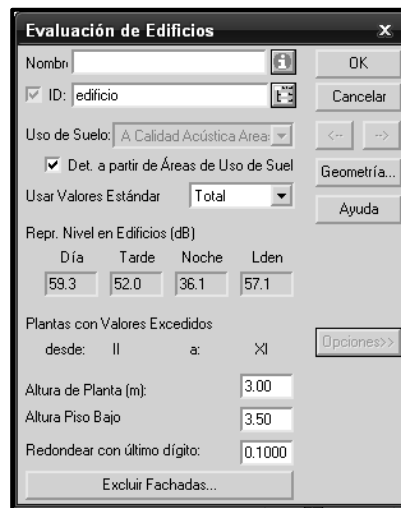 Evaluación de Edificios x
Nombr
OK
ID: edificio
Cancelar
Uso de Suelo: A Calidad Acústica Area:
<-- -->
Det. a partir de Áreas de Uso de Suel
Geometría...
Usar Valores Estándar Total
Ayuda
Repr. Nivel en Edificios (dB)
Día Tarde Noche Lden
59.3 52.0 36.1 57.1
Plantas con Valores Excedidos
desde: II a: XI
Opciones>>
Altura de Planta (m): 3.00
Altura Piso Bajo 3.50
Redondear con último dígito: 0.1000
Excluir Fachadas...